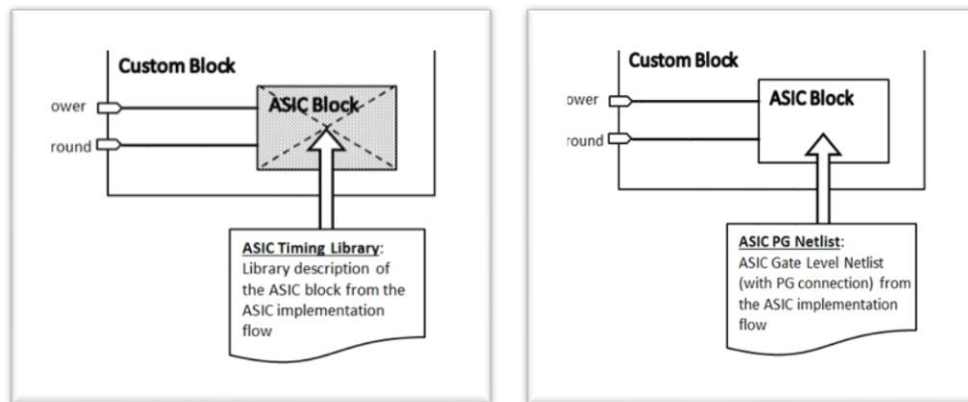 Custom Block
ASIC Block
ower
round
ASIC Timing Library:
Library description of
the ASIC block from the
ASIC implementation
flow
Custom Block
ASIC Block
ower
round
ASIC PG Netlist:
ASIC Gate Level Netlist
(with PG connection) from
the ASIC implementation
flow